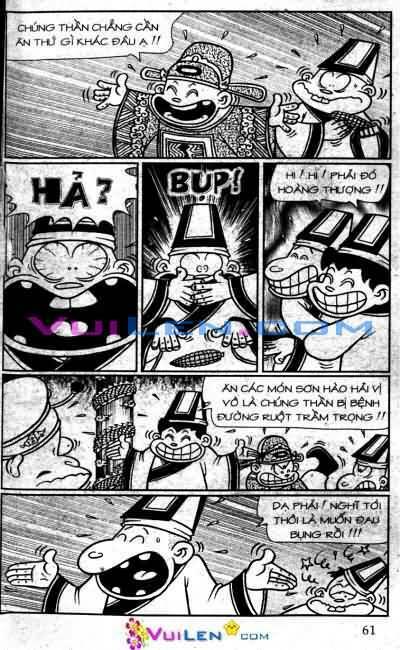 CHÚNG THẦN CHẲNG CẦN
ĂN THỨ GÌ KHÁC ĐÂU Ạ !!
HẢ?
BỤP!
HI ! HI ! PHẢI ĐÓ
HOÀNG THƯỢNG !!
VUILEN.COM
ĂN CÁC MÓN SƠN HÀO HẢI VỊ
VÔ LÀ CHÚNG THẦN BỊ BỆNH
ĐƯỜNG RUỘT TRẦM TRỌNG !!
DẠ PHẢI ! NGHĨ TỚI
THÔI LÀ MUỐN ĐAU
BỤNG RỒI !!!
61
VUILEN.COM